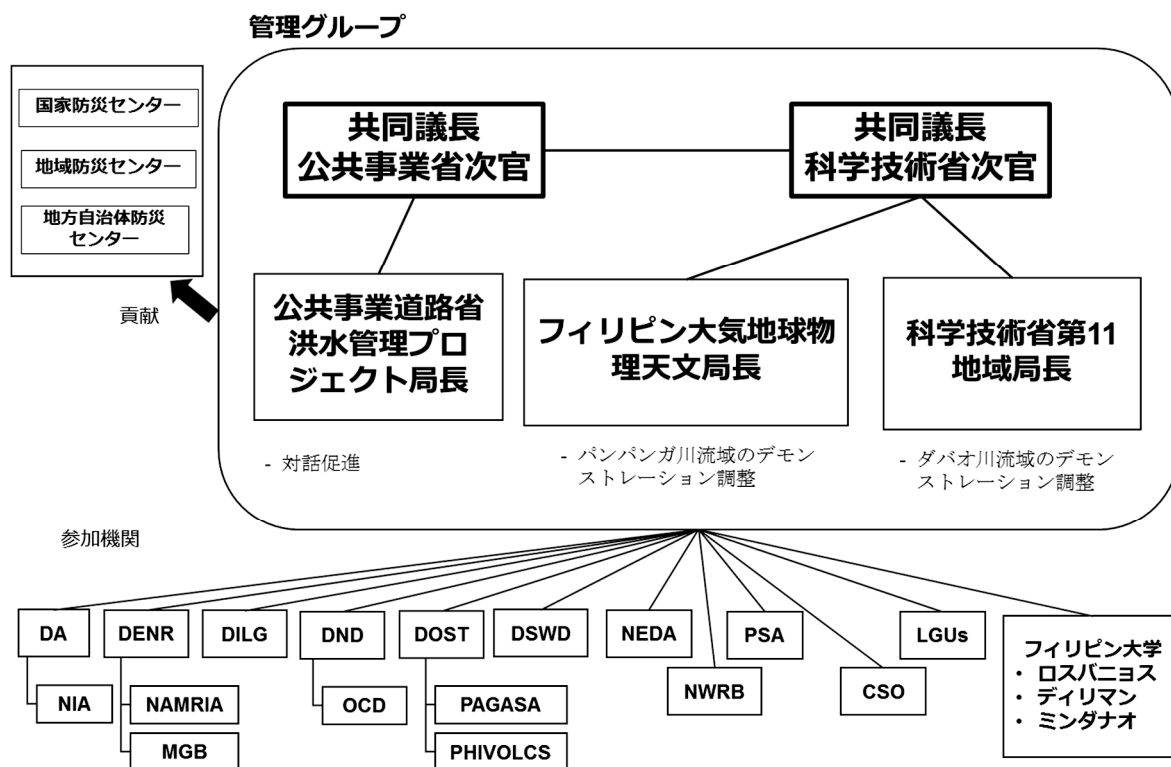 管理グループ
国家防災センター
地域防災センター
地方自治体防災
センター
貢献
共同議長
公共事業省次官
共同議長
科学技術省次官
公共事業道路省
洪水管理プロ
ジェクト局長
フィリピン大気地球物
理天文局長
科学技術省第11
地域局長
- 対話促進
- パンパンガ川流域のデモン
ストレーション調整
- ダバオ川流域のデモン
ストレーション調整
参加機関
DA
DENR
DILG
DND
DOST
DSWD
NEDA
PSA
LGUs
NIA
NAMRIA
MGB
OCD
PAGASA
PHIVOLCS
NWRB
CSO
フィリピン大学
• ロスバニョス
• ディリマン
• ミンダナオ